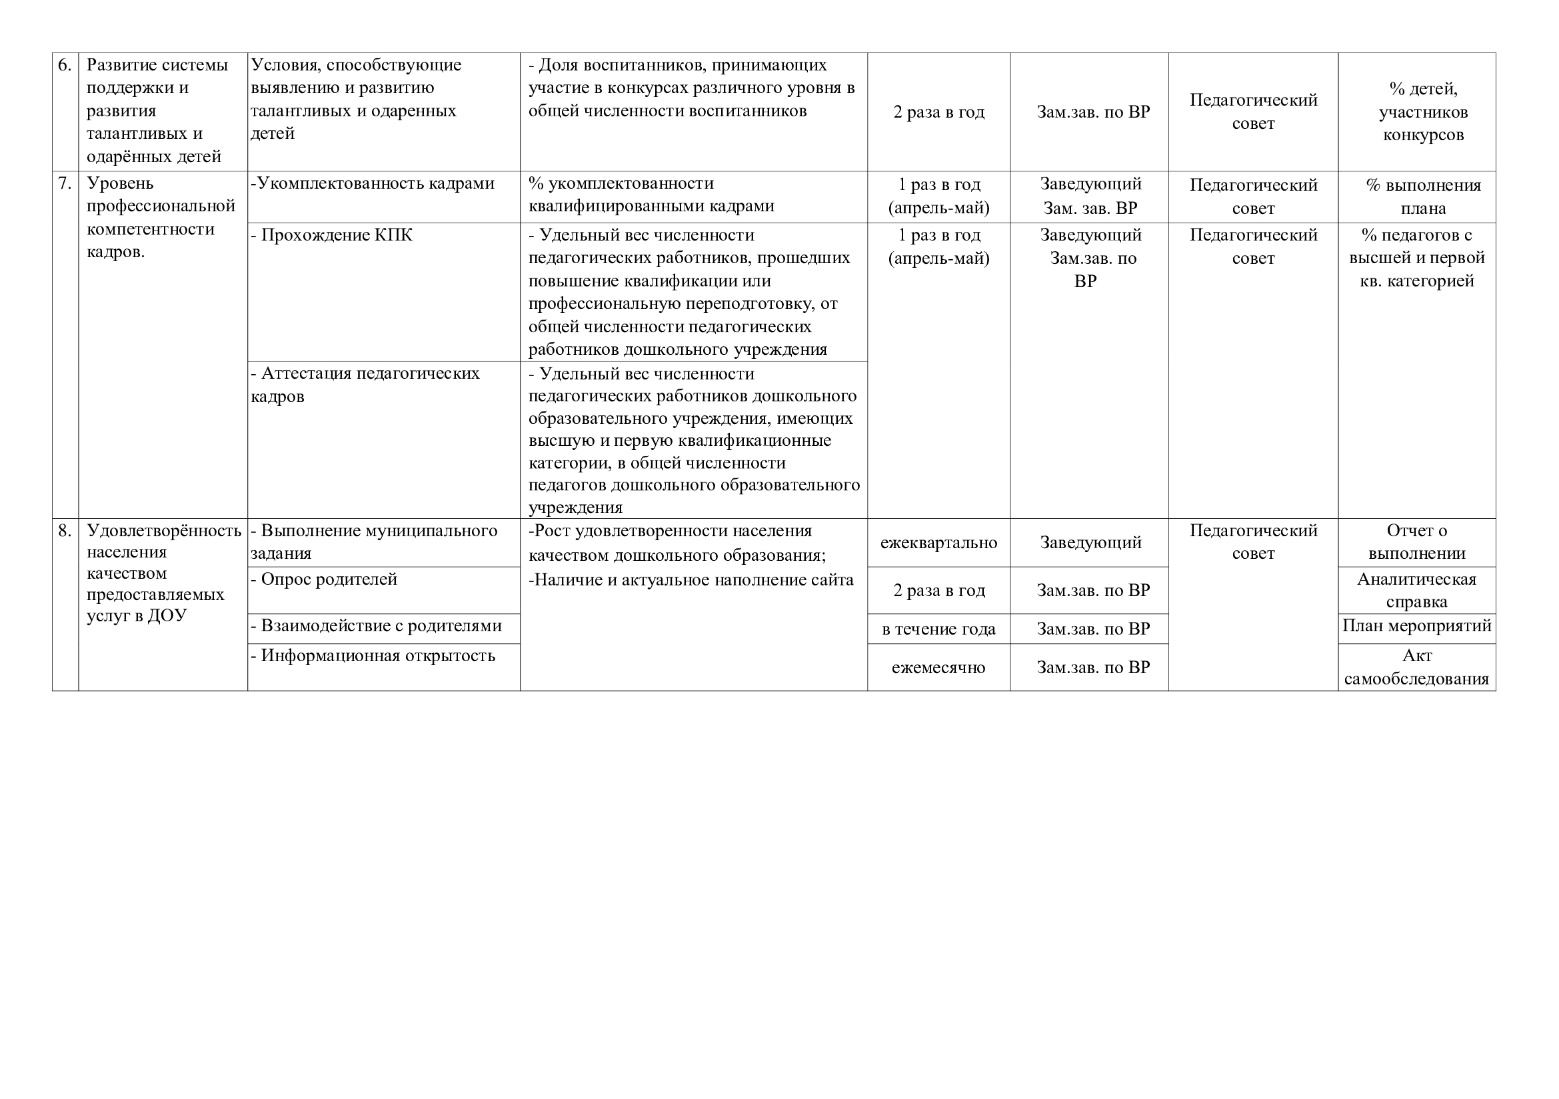 6.
Развитие системы
поддержки и
развития
талантливых и
одарённых детей
Условия, способствующие
выявлению и развитию
талантливых и одаренных
детей
- Доля воспитанников, принимающих
участие в конкурсах различного уровня в
общей численности воспитанников
2 раза в год
Зам.зав. по ВР
Педагогический
совет
% детей,
участников
конкурсов
7.
Уровень
профессиональной
компетентности
кадров.
-Укомплектованность кадрами
% укомплектованности
квалифицированными кадрами
1 раз в год
(апрель-май)
Заведующий
Зам. зав. ВР
Педагогический
совет
% выполнения
плана
- Прохождение КПК
- Удельный вес численности
педагогических работников, прошедших
повышение квалификации или
профессиональную переподготовку, от
общей численности педагогических
работников дошкольного учреждения
1 раз в год
(апрель-май)
Заведующий
Зам.зав. по
ВР
Педагогический
совет
% педагогов с
высшей и первой
кв. категорией
- Аттестация педагогических
кадров
- Удельный вес численности
педагогических работников дошкольного
образовательного учреждения, имеющих
высшую и первую квалификационные
категории, в общей численности
педагогов дошкольного образовательного
учреждения
8.
Удовлетворённость
населения
качеством
предоставляемых
услуг в ДОУ
- Выполнение муниципального
задания
-Рост удовлетворенности населения
качеством дошкольного образования;
-Наличие и актуальное наполнение сайта
ежеквартально
Заведующий
Педагогический
совет
Отчет о
выполнении
- Опрос родителей
2 раза в год
Зам.зав. по ВР
Аналитическая
справка
- Взаимодействие с родителями
в течение года
Зам.зав. по ВР
План мероприятий
- Информационная открытость
ежемесячно
Зам.зав. по ВР
Акт
самообследования